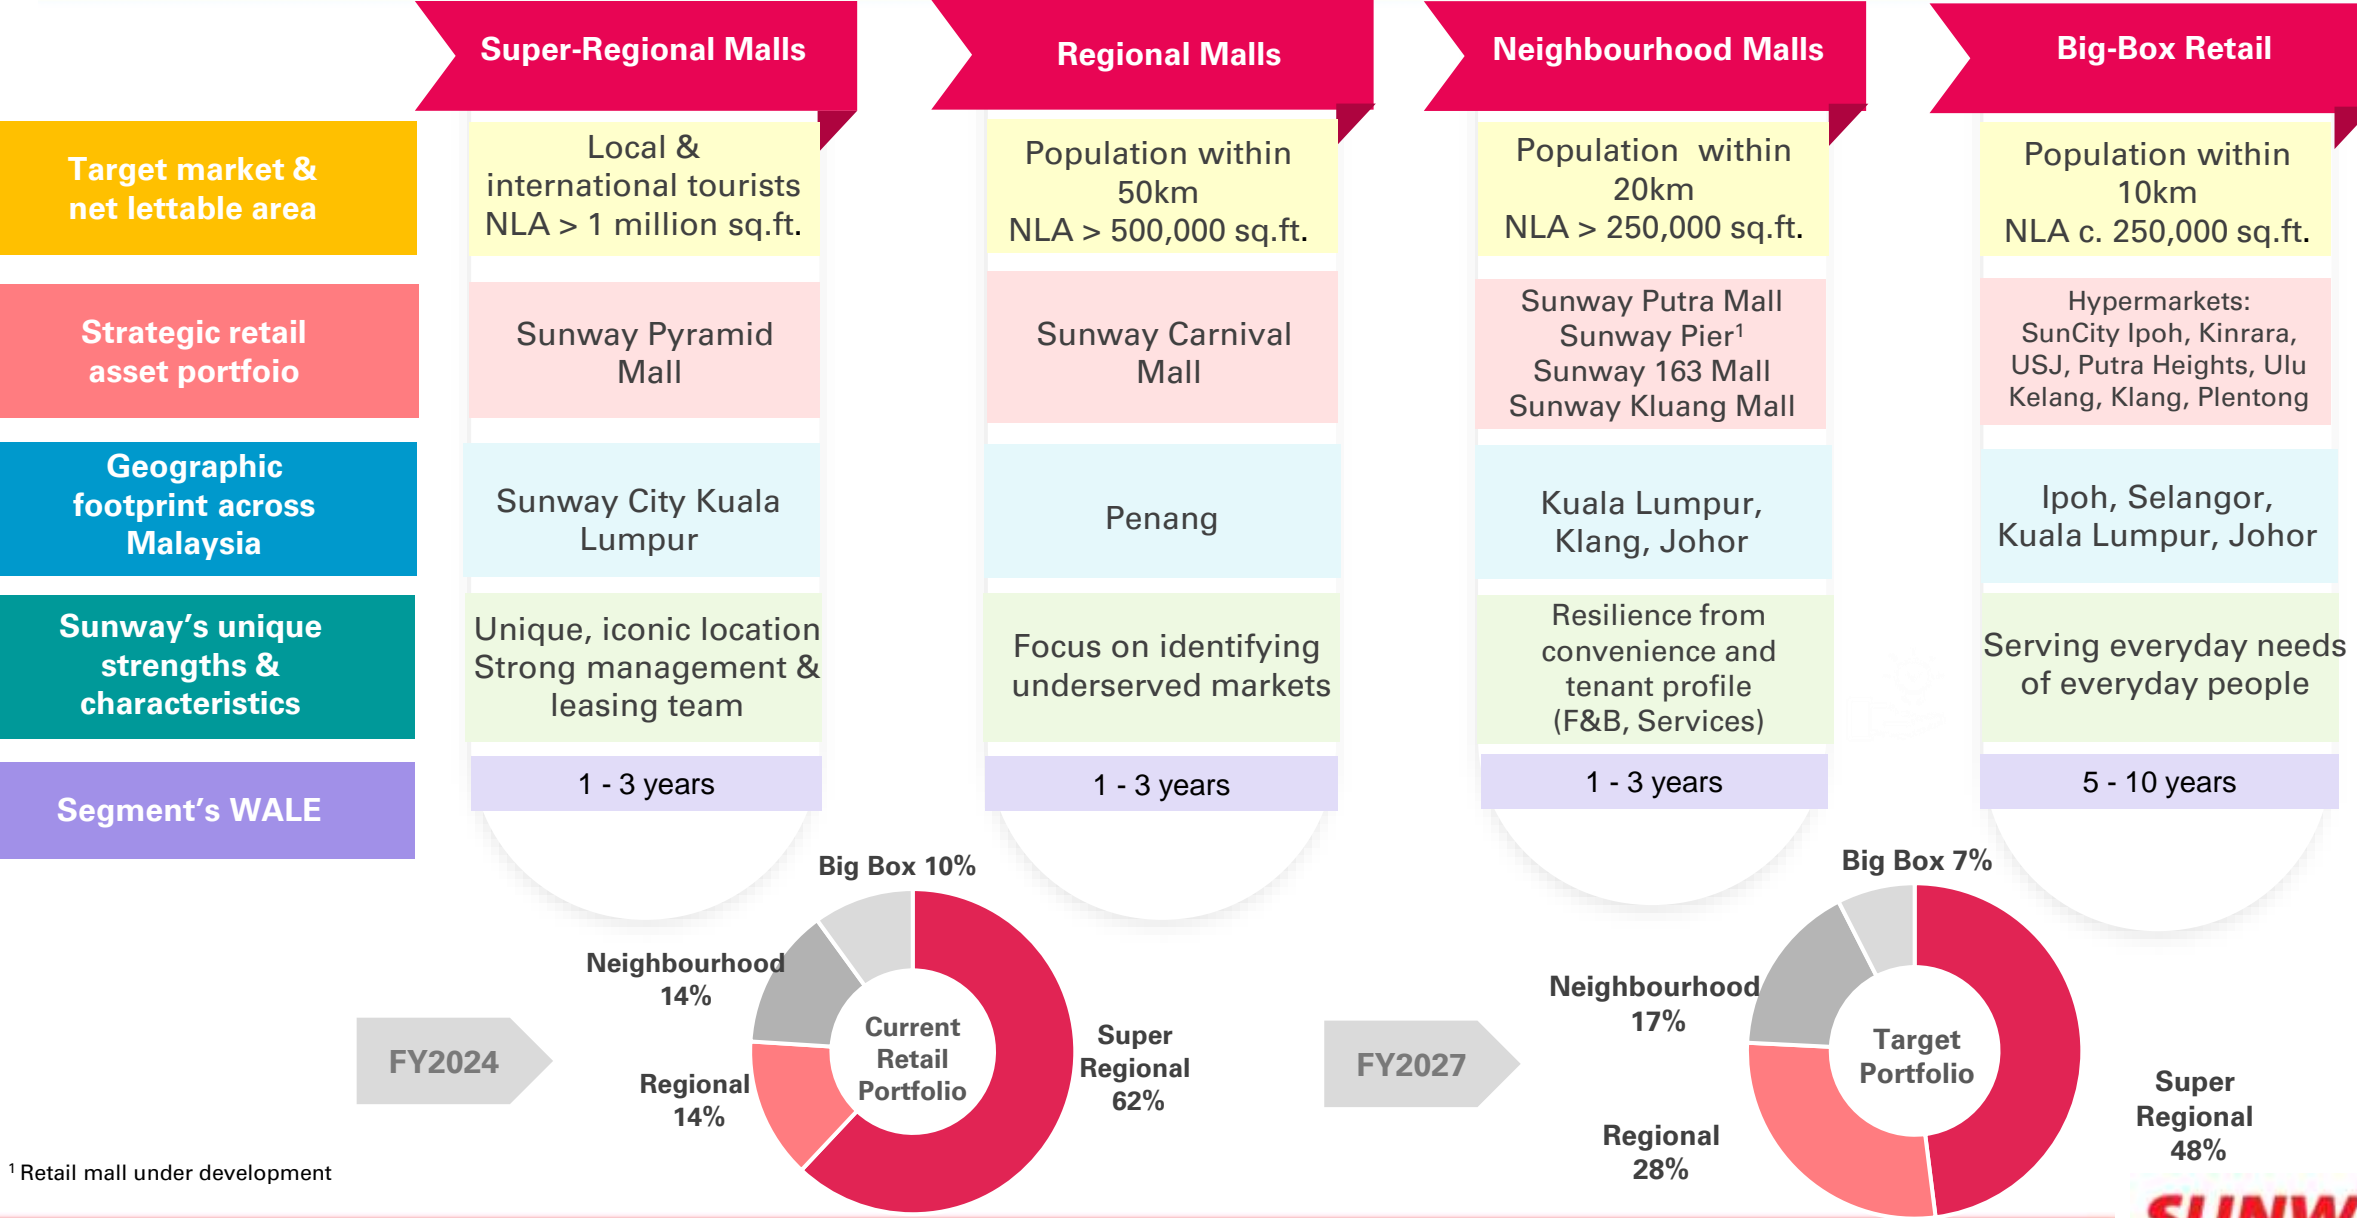 Super-Regional Malls
Regional Malls
Neighbourhood Malls
Big-Box Retail
Target market &
net lettable area
Local &
international tourists
NLA > 1 million sq.ft.
Population within
50km
NLA > 500,000 sq.ft.
Population within
20km
NLA > 250,000 sq.ft.
Population within
10km
NLA c. 250,000 sq.ft.
Strategic retail
asset portfoio
Sunway Pyramid
Mall
Sunway Carnival
Mall
Sunway Putra Mall
Sunway Pier¹
Sunway 163 Mall
Sunway Kluang Mall
Hypermarkets:
SunCity Ipoh, Kinrara,
USJ, Putra Heights, Ulu
Kelang, Klang, Plentong
Geographic
footprint across
Malaysia
Sunway City Kuala
Lumpur
Penang
Kuala Lumpur,
Klang, Johor
Ipoh, Selangor,
Kuala Lumpur, Johor
Sunway's unique
strengths &
characteristics
Unique, iconic location
Strong management &
leasing team
Focus on identifying
underserved markets
Resilience from
convenience and
tenant profile
(F&B, Services)
Serving everyday needs
of everyday people
Segment's WALE
1 - 3 years
1 - 3 years
1 - 3 years
5 - 10 years
FY2024
Big Box 10%
Neighbourhood
14%
Regional
14%
Current
Retail
Portfolio
Super
Regional
62%
FY2027
Big Box 7%
Neighbourhood
17%
Regional
28%
Target
Portfolio
Super
Regional
48%
¹ Retail mall under development